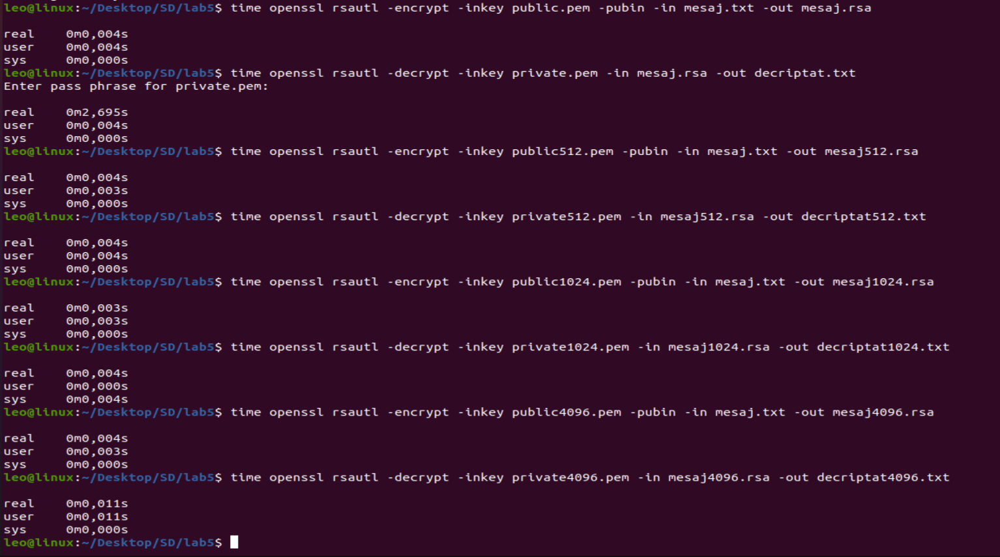 leo@linux:~/Desktop/SD/lab5$ time openssl rsautl -encrypt -inkey public.pem -pubin -in mesaj.txt -out mesaj.rsa
real 0m0,004s
user 0m0,004s
sys 0m0,000s
leo@linux:~/Desktop/SD/lab5$ time openssl rsautl -decrypt -inkey private.pem -in mesaj.rsa -out decriptat.txt
Enter pass phrase for private.pem:
real 0m2,695s
user 0m0,004s
sys 0m0,000s
leo@linux:~/Desktop/SD/lab5$ time openssl rsautl -encrypt -inkey public512.pem -pubin -in mesaj.txt -out mesaj512.rsa
real 0m0,004s
user 0m0,003s
sys 0m0,000s
leo@linux:~/Desktop/SD/lab5$ time openssl rsautl -decrypt -inkey private512.pem -in mesaj512.rsa -out decriptat512.txt
real 0m0,004s
user 0m0,004s
sys 0m0,000s
leo@linux:~/Desktop/SD/lab5$ time openssl rsautl -encrypt -inkey public1024.pem -pubin -in mesaj.txt -out mesaj1024.rsa
real 0m0,003s
user 0m0,003s
sys 0m0,000s
leo@linux:~/Desktop/SD/lab5$ time openssl rsautl -decrypt -inkey private1024.pem -in mesaj1024.rsa -out decriptat1024.txt
real 0m0,004s
user 0m0,000s
sys 0m0,004s
leo@linux:~/Desktop/SD/lab5$ time openssl rsautl -encrypt -inkey public4096.pem -pubin -in mesaj.txt -out mesaj4096.rsa
real 0m0,004s
user 0m0,003s
sys 0m0,000s
leo@linux:~/Desktop/SD/lab5$ time openssl rsautl -decrypt -inkey private4096.pem -in mesaj4096.rsa -out decriptat4096.txt
real 0m0,011s
user 0m0,011s
sys 0m0,000s
leo@linux:~/Desktop/SD/lab5$